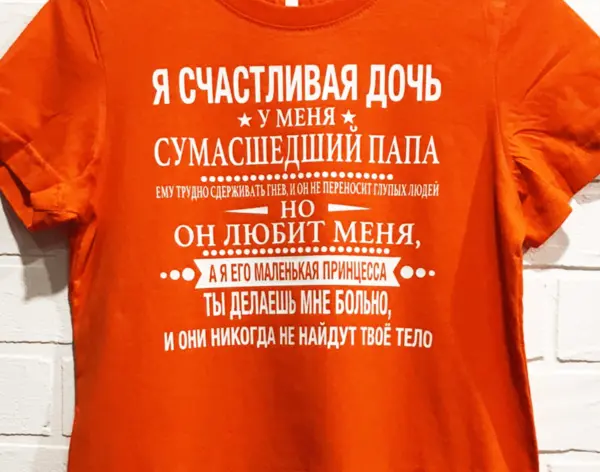 Я СЧАСТЛИВАЯ ДОЧЬ
★ У МЕНЯ ★
СУМАСШЕДШИЙ ПАПА
ЕМУ ТРУДНО СДЕРЖИВАТЬ ГНЕВ, И ОН НЕ ПЕРЕНОСИТ ГЛУПЫХ ЛЮДЕЙ
НО
ОН ЛЮБИТ МЕНЯ,
А Я ЕГО МАЛЕНЬКАЯ ПРИНЦЕССА
ТЫ ДЕЛАЕШЬ МНЕ БОЛЬНО,
И ОНИ НИКОГДА НЕ НАЙДУТ ТВОЁ ТЕЛО